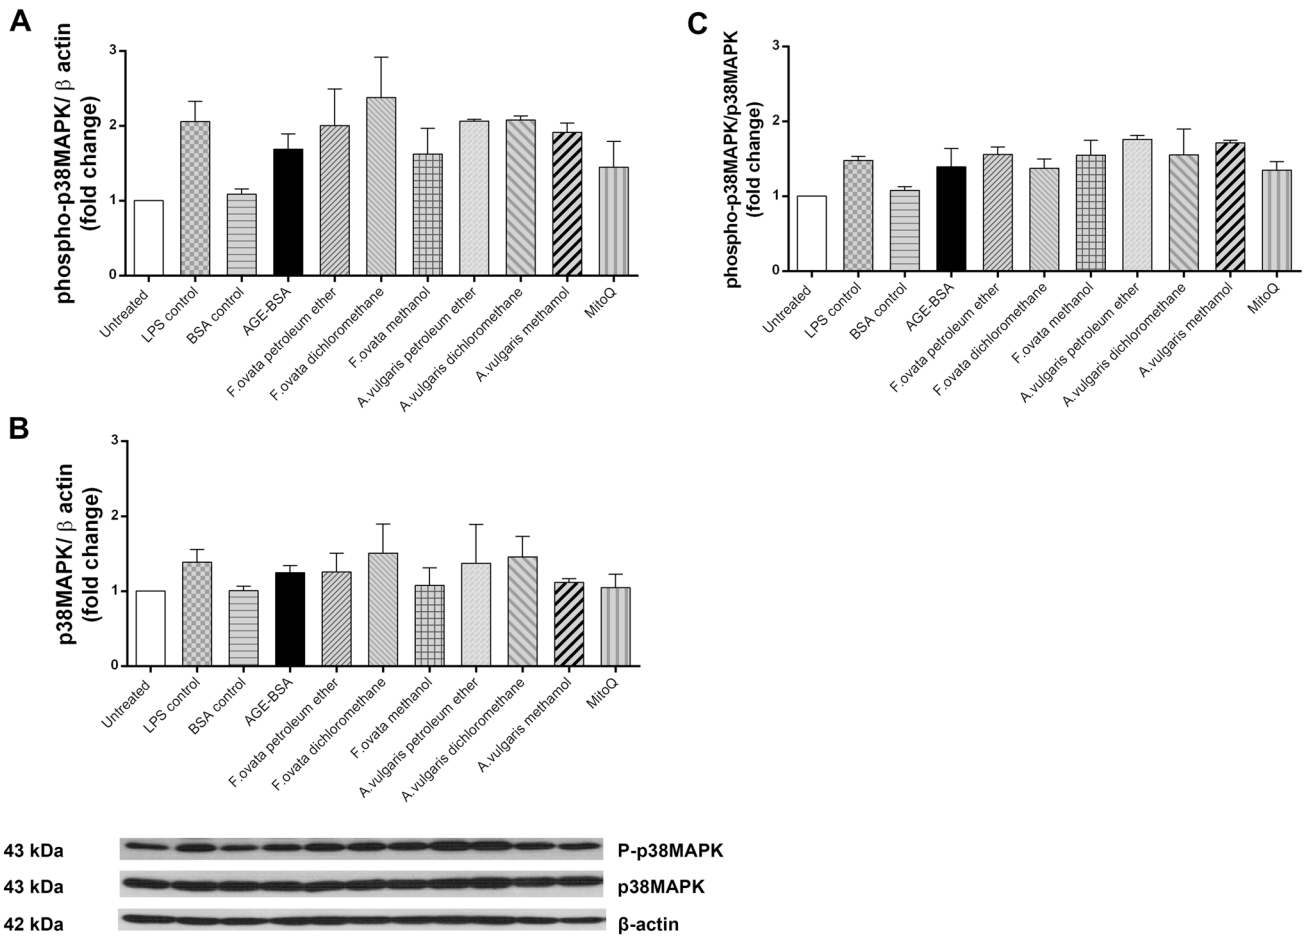 A
phospho-p38MAPK/ β actin
(fold change)
3
2
1
0
Untreated
LPS control
BSA control
AGE-BSA
F.ovata petroleum ether
F.ovata dichloromethane
F.ovata methanol
A.vulgaris petroleum ether
A.vulgaris dichloromethane
A.vulgaris methamol
MitoQ
C
phospho-p38MAPK/p38MAPK
(fold change)
3
2
1
0
Untreated
LPS control
BSA control
AGE-BSA
F.ovata petroleum ether
F.ovata dichloromethane
F.ovata methanol
A.vulgaris petroleum ether
A.vulgaris dichloromethane
A.vulgaris methamol
MitoQ
B
p38MAPK/ β actin
(fold change)
3
2
1
0
Untreated
LPS control
BSA control
AGE-BSA
F.ovata petroleum ether
F.ovata dichloromethane
F.ovata methanol
A.vulgaris petroleum ether
A.vulgaris dichloromethane
A.vulgaris methamol
MitoQ
43 kDa P-p38MAPK
43 kDa p38MAPK
42 kDa β-actin